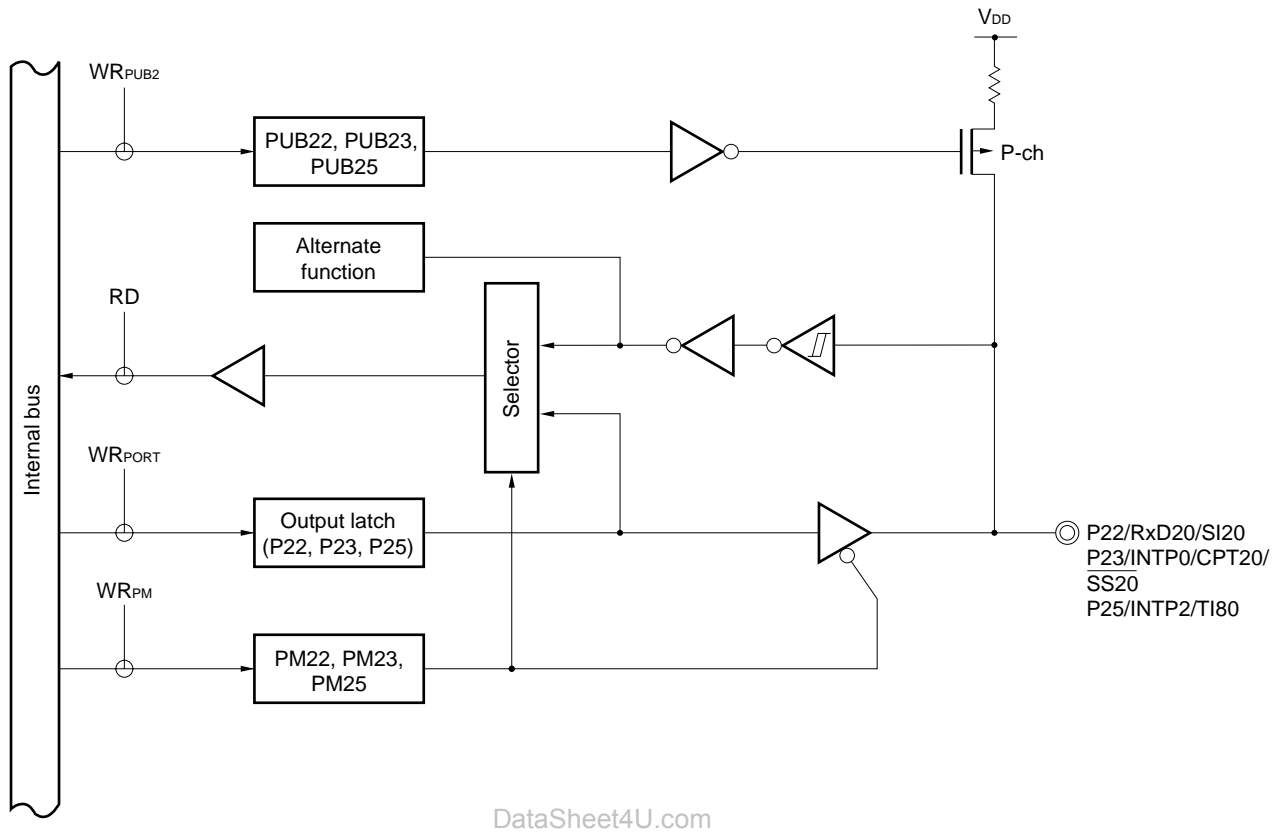 VDD
WRPUB2
PUB22, PUB23,
PUB25
P-ch
Alternate
function
RD
Selector
Internal bus
WRPORT
Output latch
(P22, P23, P25)
P22/RxD20/SI20
P23/INTP0/CPT20/
SS20
P25/INTP2/TI80
WRPM
PM22, PM23,
PM25
DataSheet4U.com